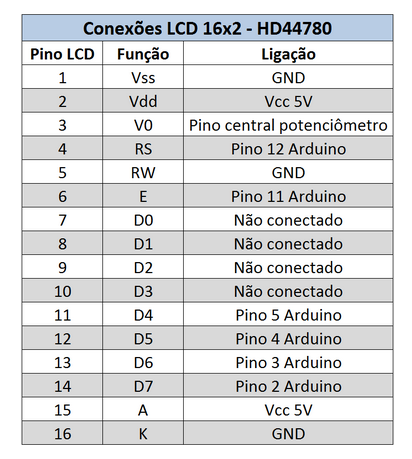 Conexões LCD 16x2 - HD44780
Pino LCD Função Ligação
1 Vss GND
2 Vdd Vcc 5V
3 V0 Pino central potenciômetro
4 RS Pino 12 Arduino
5 RW GND
6 E Pino 11 Arduino
7 D0 Não conectado
8 D1 Não conectado
9 D2 Não conectado
10 D3 Não conectado
11 D4 Pino 5 Arduino
12 D5 Pino 4 Arduino
13 D6 Pino 3 Arduino
14 D7 Pino 2 Arduino
15 A Vcc 5V
16 K GND